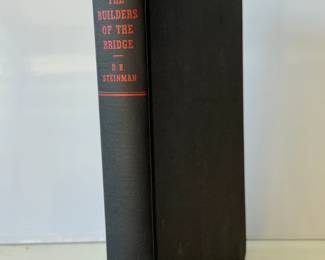 THE
BUILDERS
OF THE
BRIDGE
D. B.
STEINMAN